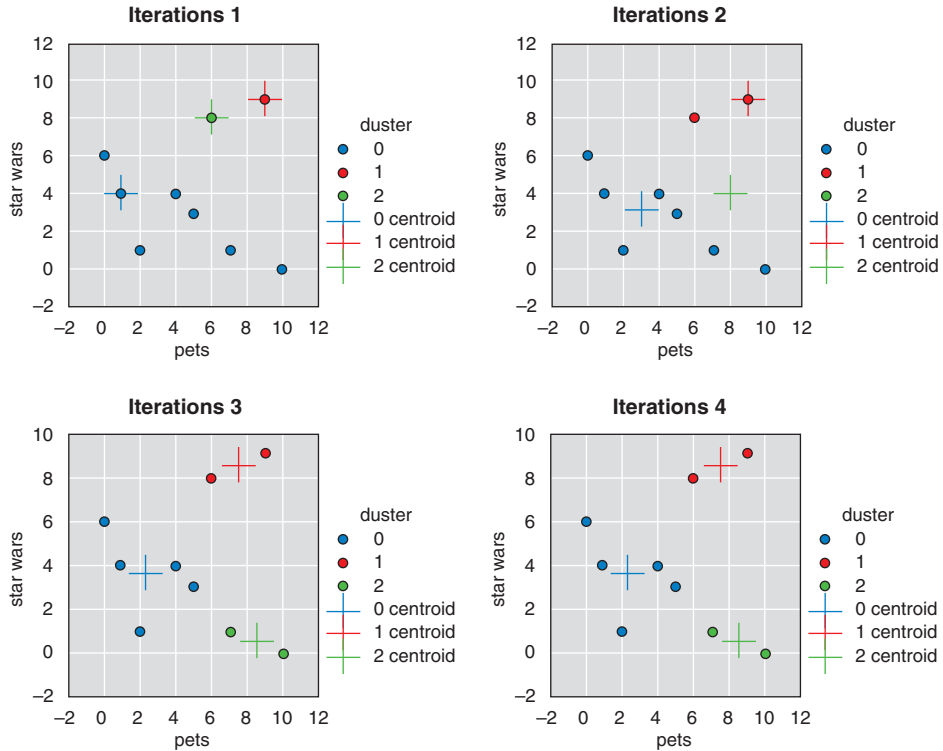 Iterations 1
12
10
8
6
4
2
0
–2
star wars
–2
0
2
4
6
8
10
12
pets
duster
0
1
2
0 centroid
1 centroid
2 centroid
Iterations 2
12
10
8
6
4
2
0
–2
star wars
–2
0
2
4
6
8
10
12
pets
duster
0
1
2
0 centroid
1 centroid
2 centroid
Iterations 3
10
8
6
4
2
0
–2
star wars
–2
0
2
4
6
8
10
12
pets
duster
0
1
2
0 centroid
1 centroid
2 centroid
Iterations 4
10
8
6
4
2
0
–2
star wars
–2
0
2
4
6
8
10
12
pets
duster
0
1
2
0 centroid
1 centroid
2 centroid